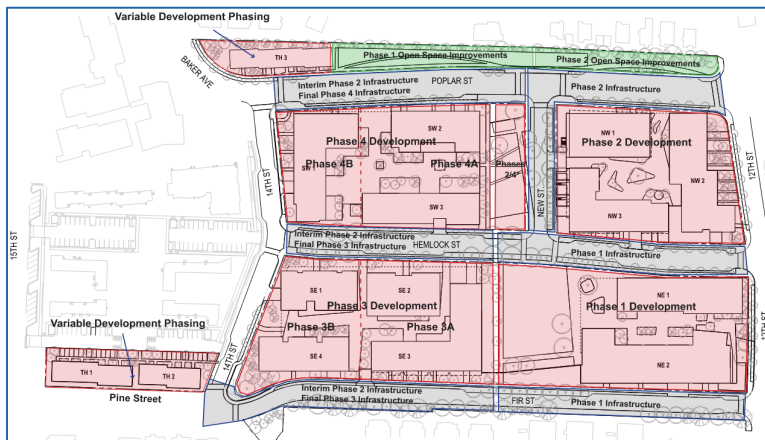 Variable Development Phasing
TH 3
Phase 1 Open Space Improvements
Phase 2 Open Space Improvements
BAKER AVE
Interim Phase 2 Infrastructure
Final Phase 4 Infrastructure
POPLAR ST
Phase 2 Infrastructure
SW 2
NW 1
Phase 4 Development
Phase 2 Development
Phase 4B
Phase 4A
Phases
2/4*
NW 2
12TH ST
14TH ST
SW 3
NW 3
NEW ST.
15TH ST
Interim Phase 2 Infrastructure
Final Phase 3 Infrastructure
HEMLOCK ST
Phase 1 Infrastructure
SE 1
SE 2
NE 1
Phase 3 Development
Phase 1 Development
Phase 3B
Phase 3A
12TH ST
Variable Development Phasing
14TH ST
SE 4
SE 3
NE 2
TH 1
TH 2
Pine Street
Interim Phase 2 Infrastructure
Final Phase 3 Infrastructure
FIR ST
Phase 1 Infrastructure